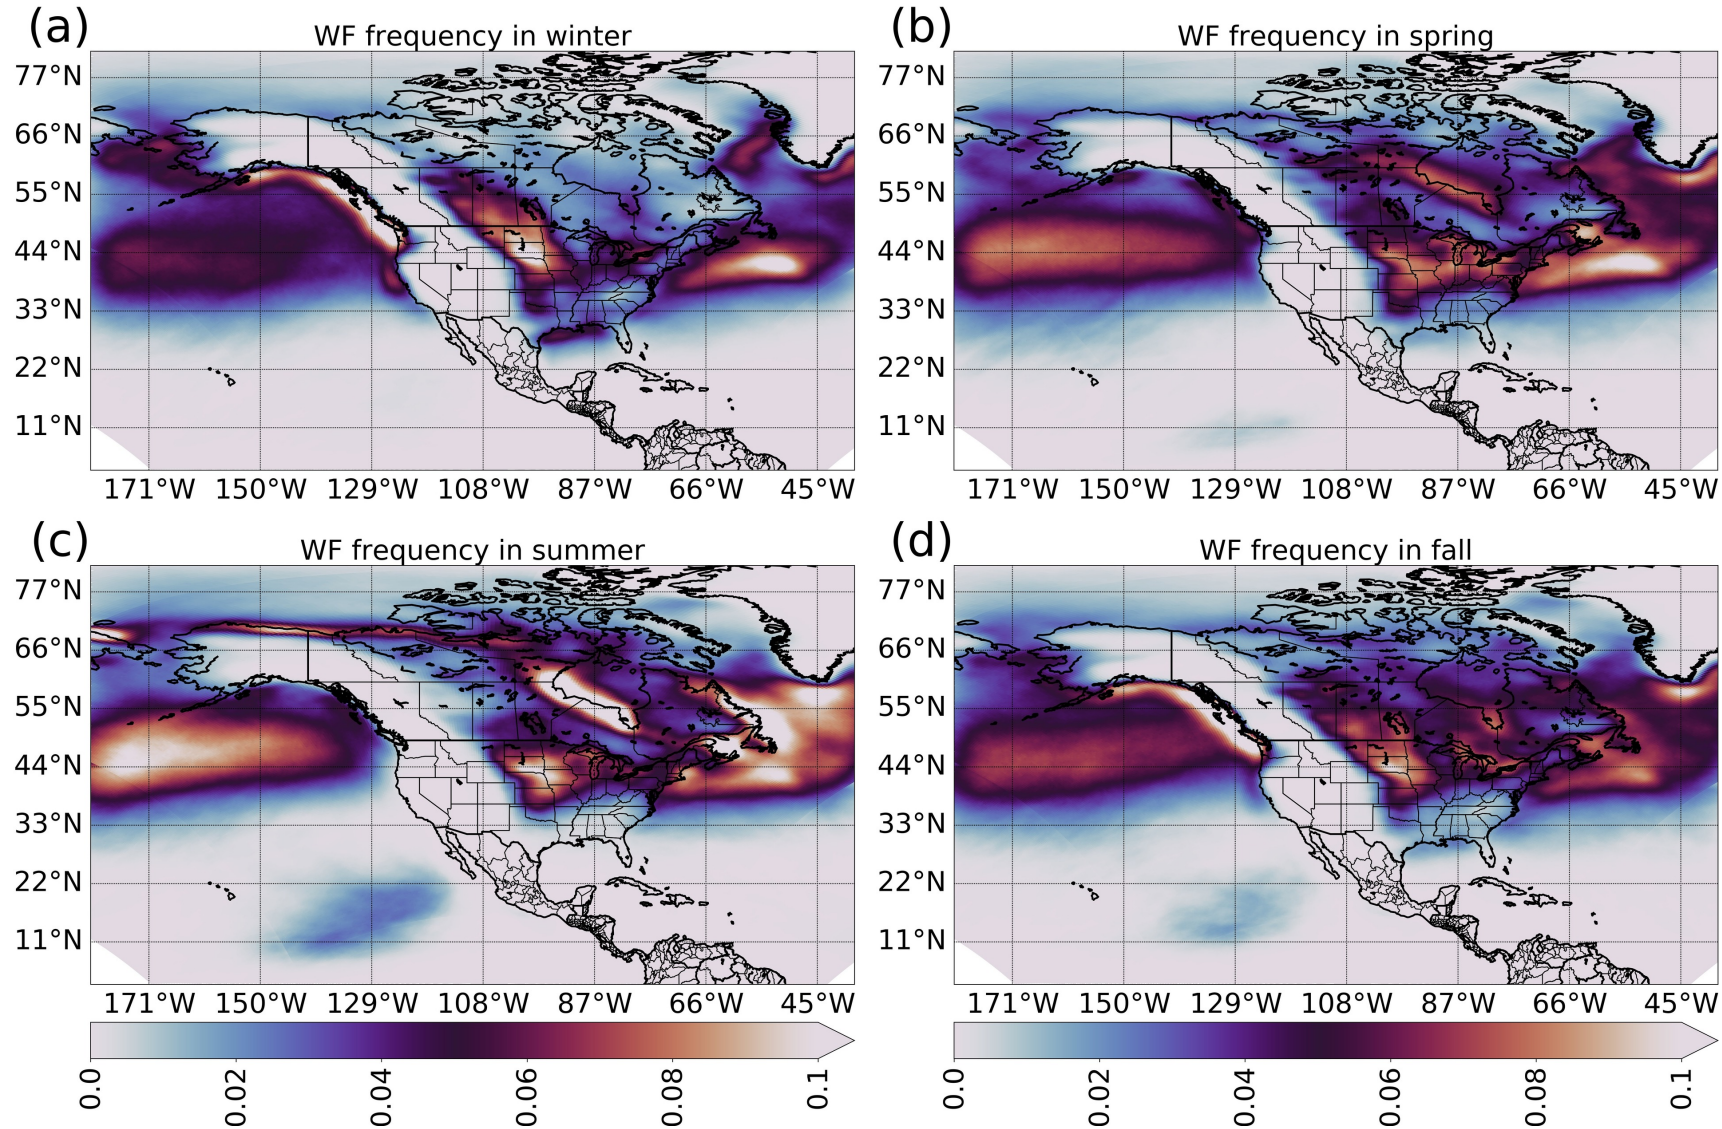 (a)
WF frequency in winter
77°N
66°N
55°N
44°N
33°N
22°N
11°N
171°W 150°W 129°W 108°W 87°W 66°W 45°W
(b)
WF frequency in spring
77°N
66°N
55°N
44°N
33°N
22°N
11°N
171°W 150°W 129°W 108°W 87°W 66°W 45°W
(c)
WF frequency in summer
77°N
66°N
55°N
44°N
33°N
22°N
11°N
171°W 150°W 129°W 108°W 87°W 66°W 45°W
0.0 0.02 0.04 0.06 0.08 0.1
(d)
WF frequency in fall
77°N
66°N
55°N
44°N
33°N
22°N
11°N
171°W 150°W 129°W 108°W 87°W 66°W 45°W
0.0 0.02 0.04 0.06 0.08 0.1